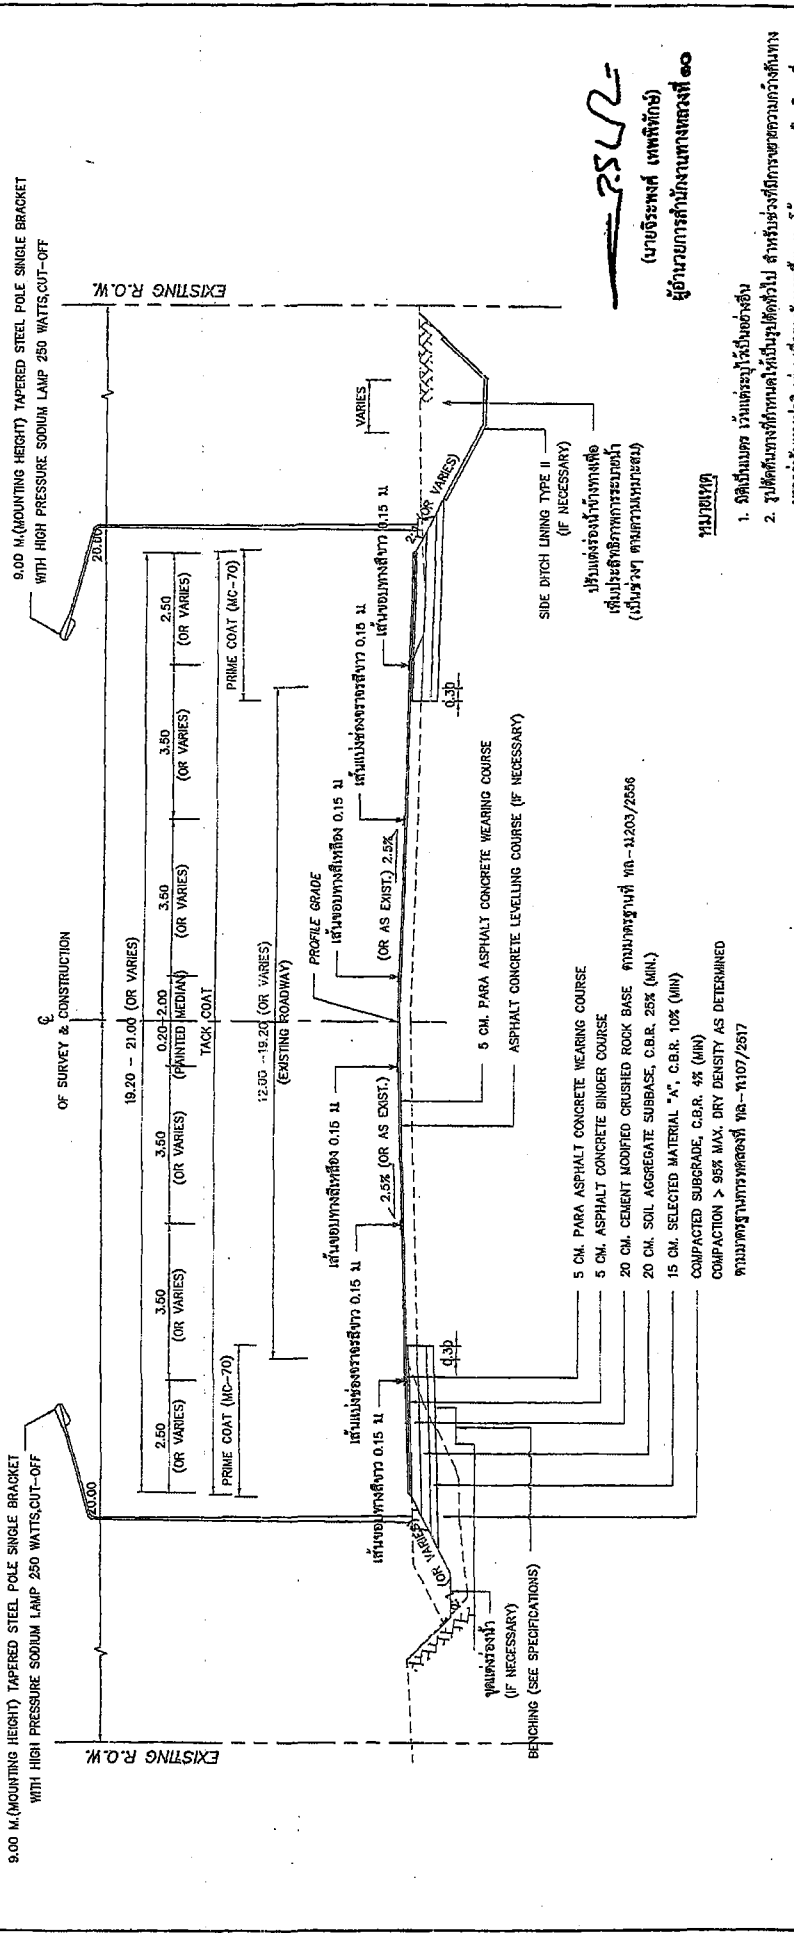 9.00 M.(MOUNTING HEIGHT) TAPERED STEEL POLE SINGLE BRACKET
WITH HIGH PRESSURE SODIUM LAMP 250 WATTS,CUT-OFF
℄
OF SURVEY & CONSTRUCTION
9.00 M.(MOUNTING HEIGHT) TAPERED STEEL POLE SINGLE BRACKET
WITH HIGH PRESSURE SODIUM LAMP 250 WATTS,CUT-OFF
EXISTING R.O.W.
EXISTING R.O.W.
20.00
20.00
19.20 - 21.00 (OR VARIES)
2.50
(OR VARIES)
3.50
(OR VARIES)
3.50
(OR VARIES)
0.20-2.00
(PAINTED MEDIAN)
3.50
(OR VARIES)
3.50
(OR VARIES)
2.50
(OR VARIES)
TACK COAT
PRIME COAT (MC-70)
PRIME COAT (MC-70)
12.00 -19.20 (OR VARIES)
(EXISTING ROADWAY)
PROFILE GRADE
เส้นขอบทางสีขาว 0.15 ม
เส้นแบ่งช่องจราจรสีขาว 0.15 ม
เส้นขอบทางสีเหลือง 0.15 ม
เส้นขอบทางสีเหลือง 0.15 ม
เส้นแบ่งช่องจราจรสีขาว 0.15 ม
เส้นขอบทางสีขาว 0.15 ม
2.5% (OR AS EXIST.)
(OR AS EXIST.) 2.5%
VARIES
(OR VARIES)
(OR VARIES)
0.30
0.30
ขุดแต่งร่องน้ำ
(IF NECESSARY)
BENCHING (SEE SPECIFICATIONS)
5 CM. PARA ASPHALT CONCRETE WEARING COURSE
ASPHALT CONCRETE LEVELLING COURSE (IF NECESSARY)
SIDE DITCH LINING TYPE II
(IF NECESSARY)
ปรับแต่งร่องน้ำข้างทางเพื่อ
เพิ่มประสิทธิภาพการระบายน้ำ
(เป็นช่วงๆ ตามความเหมาะสม)
5 CM. PARA ASPHALT CONCRETE WEARING COURSE
5 CM. ASPHALT CONCRETE BINDER COURSE
20 CM. CEMENT MODIFIED CRUSHED ROCK BASE ตามมาตรฐานที่ ทล-ม203/2556
20 CM. SOIL AGGREGATE SUBBASE, C.B.R. 25% (MIN.)
15 CM. SELECTED MATERIAL "A", C.B.R. 10% (MIN)
COMPACTED SUBGRADE, C.B.R. 4% (MIN)
COMPACTION > 95% MAX. DRY DENSITY AS DETERMINED
ตามมาตรฐานการทดลองที่ ทล-ท107/2517
(นายจิระพงศ์ เทพพิทักษ์)
ผู้อำนวยการสำนักงานทางหลวงที่ ๑๐
หมายเหตุ
1. มิติเป็นเมตร เว้นแต่ระบุไว้เป็นอย่างอื่น
2. รูปตัดคันทางที่กำหนดให้เป็นรูปตัดทั่วไป สำหรับช่วงที่มีการขยายความกว้างคันทาง